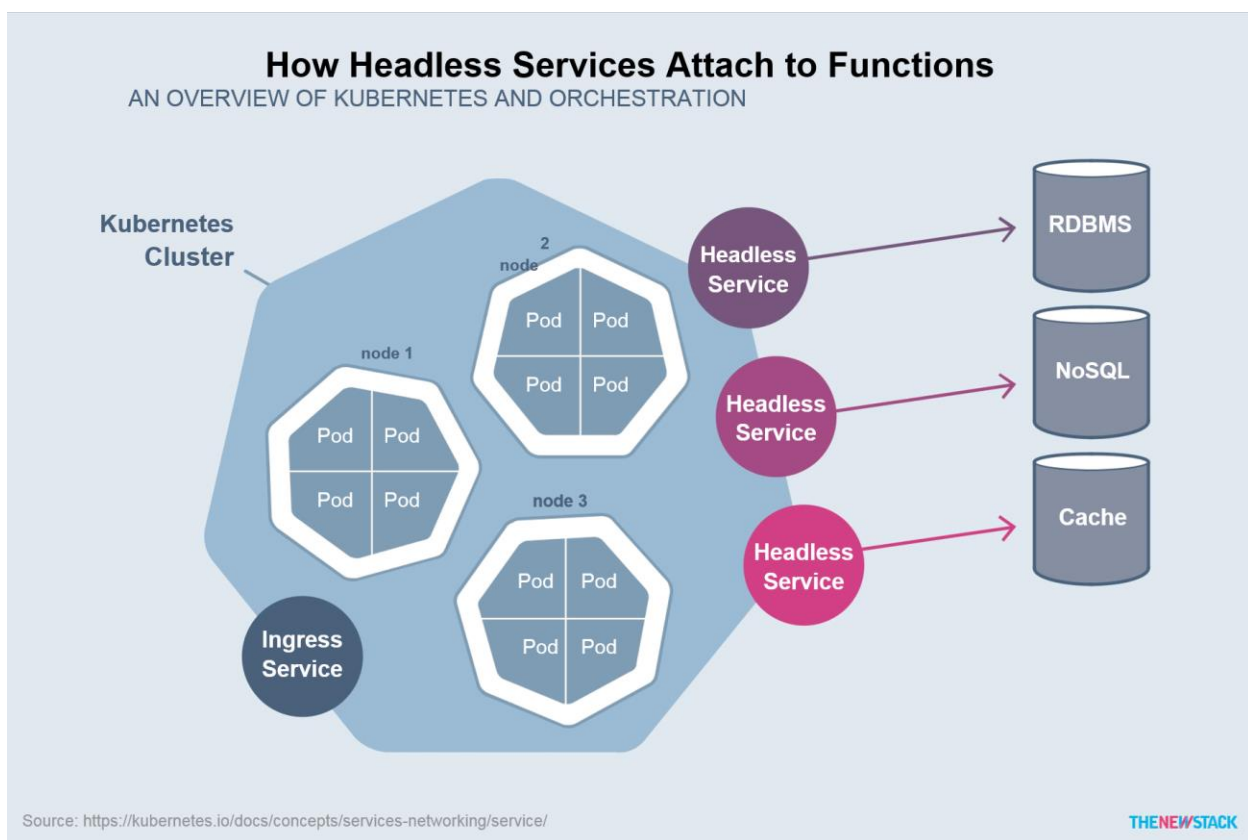 How Headless Services Attach to Functions
AN OVERVIEW OF KUBERNETES AND ORCHESTRATION
Kubernetes
Cluster
2
node
Pod Pod
Pod Pod
node 1
Pod Pod
Pod Pod
node 3
Pod Pod
Pod Pod
Ingress
Service
Headless
Service
RDBMS
Headless
Service
NoSQL
Headless
Service
Cache
Source: https://kubernetes.io/docs/concepts/services-networking/service/
THENEWSTACK